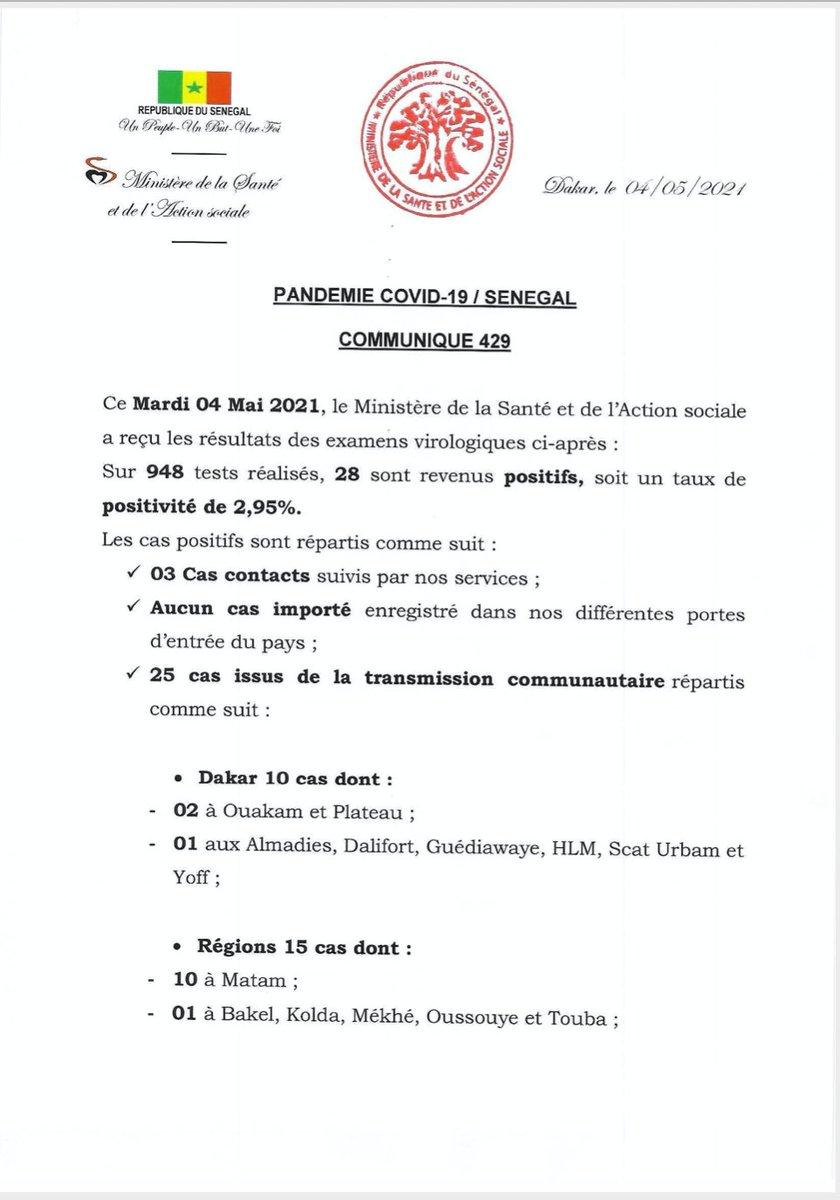 REPUBLIQUE DU SENEGAL
Un Peuple-Un But-Une Foi
Ministère de la Santé
et de l'Action sociale
République du Sénégal
MINISTERE DE LA SANTE ET DE L'ACTION SOCIALE
Dakar, le 04/05/2021
PANDEMIE COVID-19 / SENEGAL
COMMUNIQUE 429
Ce Mardi 04 Mai 2021, le Ministère de la Santé et de l'Action sociale
a reçu les résultats des examens virologiques ci-après :
Sur 948 tests réalisés, 28 sont revenus positifs, soit un taux de
positivité de 2,95%.
Les cas positifs sont répartis comme suit :
✓ 03 Cas contacts suivis par nos services ;
✓ Aucun cas importé enregistré dans nos différentes portes
d'entrée du pays ;
✓ 25 cas issus de la transmission communautaire répartis
comme suit :
• Dakar 10 cas dont :
- 02 à Ouakam et Plateau ;
- 01 aux Almadies, Dalifort, Guédiawaye, HLM, Scat Urbam et
Yoff ;
• Régions 15 cas dont :
- 10 à Matam ;
- 01 à Bakel, Kolda, Mékhé, Oussouye et Touba ;